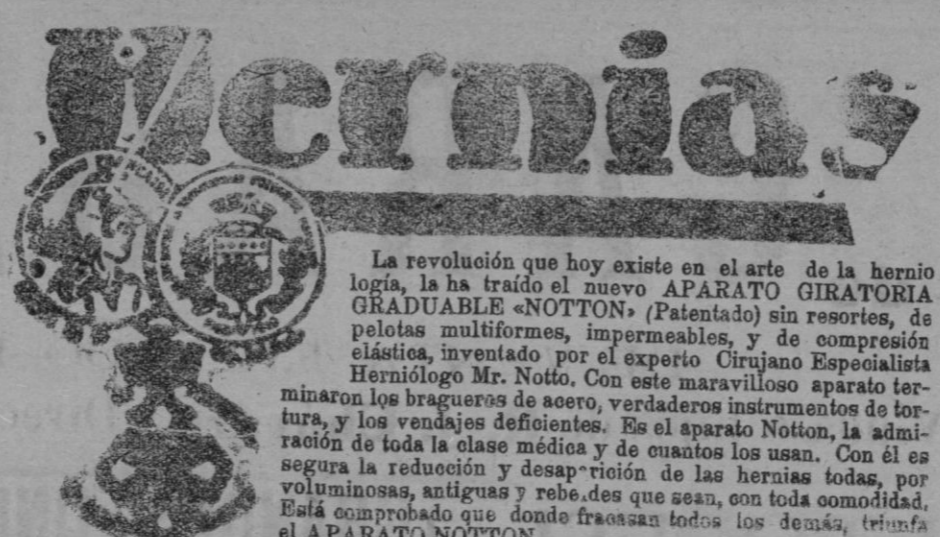 Hernias
La revolución que hoy existe en el arte de la hernio
logía, la ha traído el nuevo APARATO GIRATORIA
GRADUABLE «NOTTON» (Patentado) sin resortes, de
pelotas multiformes, impermeables, y de compresión
elástica, inventado por el experto Cirujano Especialista
Herniólogo Mr. Notto. Con este maravilloso aparato ter-
minaron los bragueros de acero, verdaderos instrumentos de tor-
tura, y los vendajes deficientes. Es el aparato Notton, la admi-
ración de toda la clase médica y de cuantos los usan. Con él es
segura la reducción y desaparición de las hernias todas, por
voluminosas, antiguas y rebeldes que sean, con toda comodidad.
Está comprobado que donde fracasan todos los demás, triunfa
el APARATO NOTTON